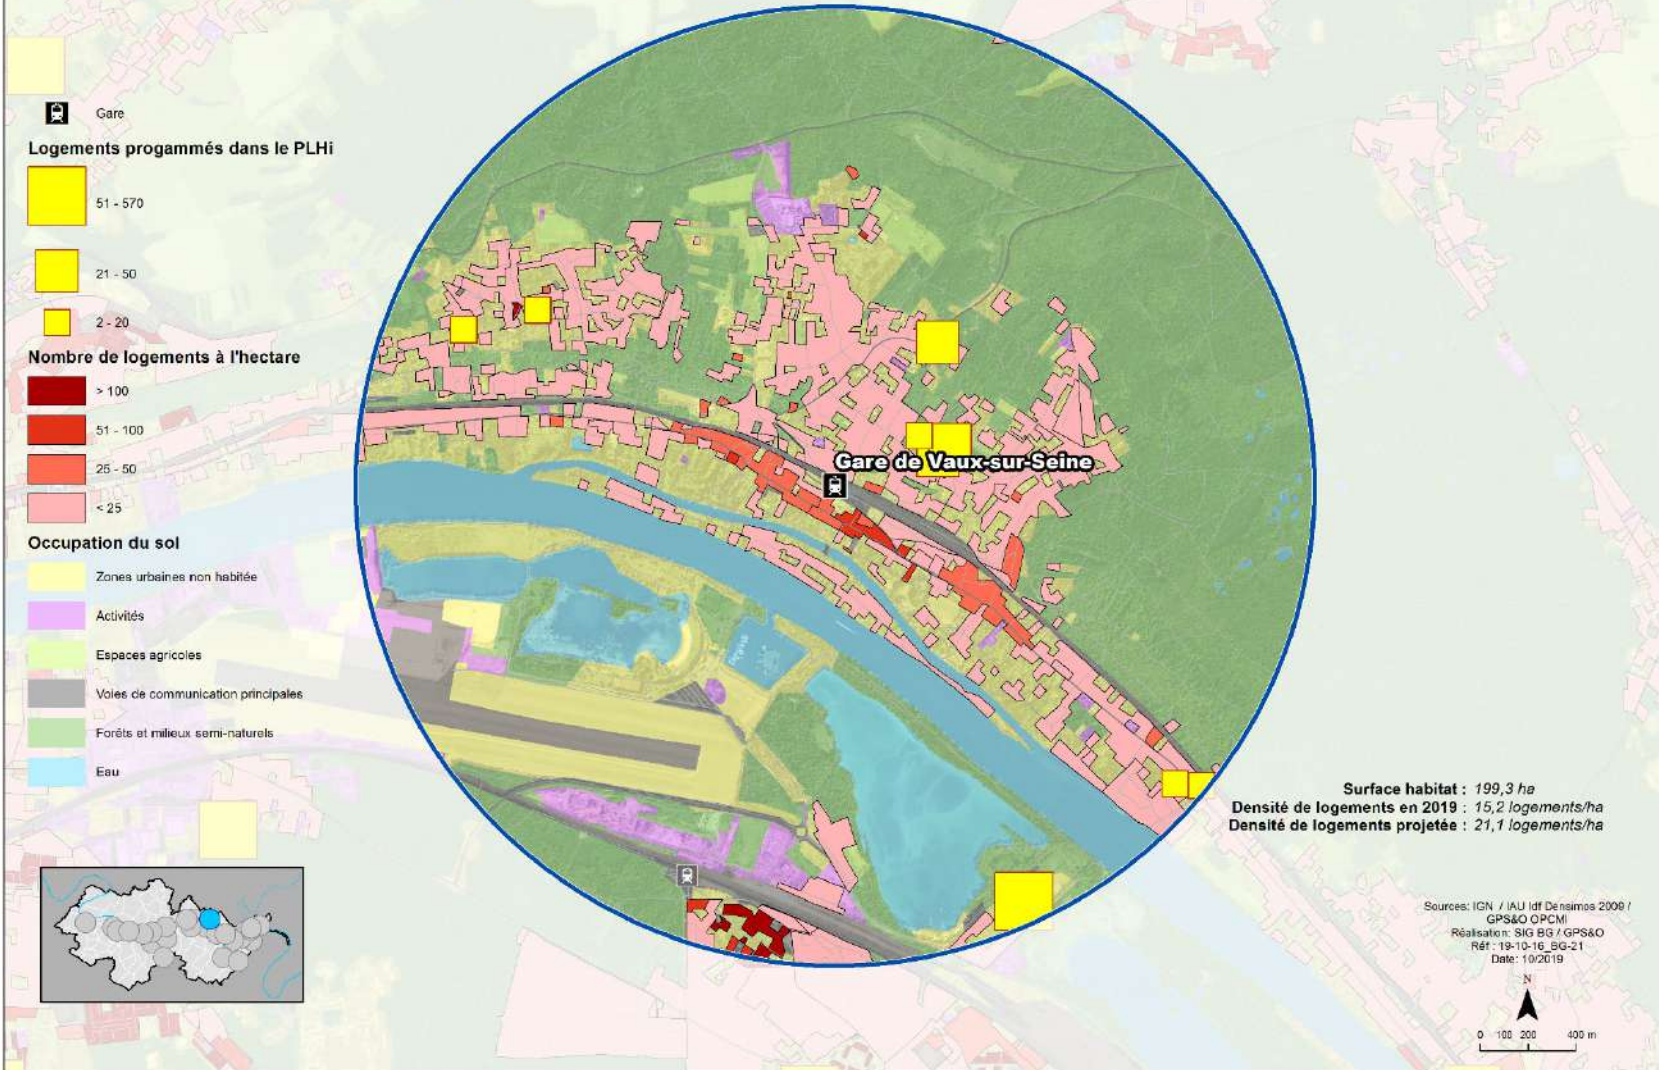 Gare
Logements progammés dans le PLHi
51 - 570
21 - 50
2 - 20
Nombre de logements à l'hectare
> 100
51 - 100
25 - 50
< 25
Occupation du sol
Zones urbaines non habitée
Activités
Espaces agricoles
Voies de communication principales
Forêts et milieux semi-naturels
Eau
Gare de Vaux-sur-Seine
Surface habitat : 199,3 ha
Densité de logements en 2019 : 15,2 logements/ha
Densité de logements projetée : 21,1 logements/ha
Sources: IGN / IAU Idf Densimos 2009 /
GPS&O OPCMI
Réalisation: SIG BG / GPS&O
Réf : 19-10-16_BG-21
Date: 10/2019
N
0 100 200 400 m